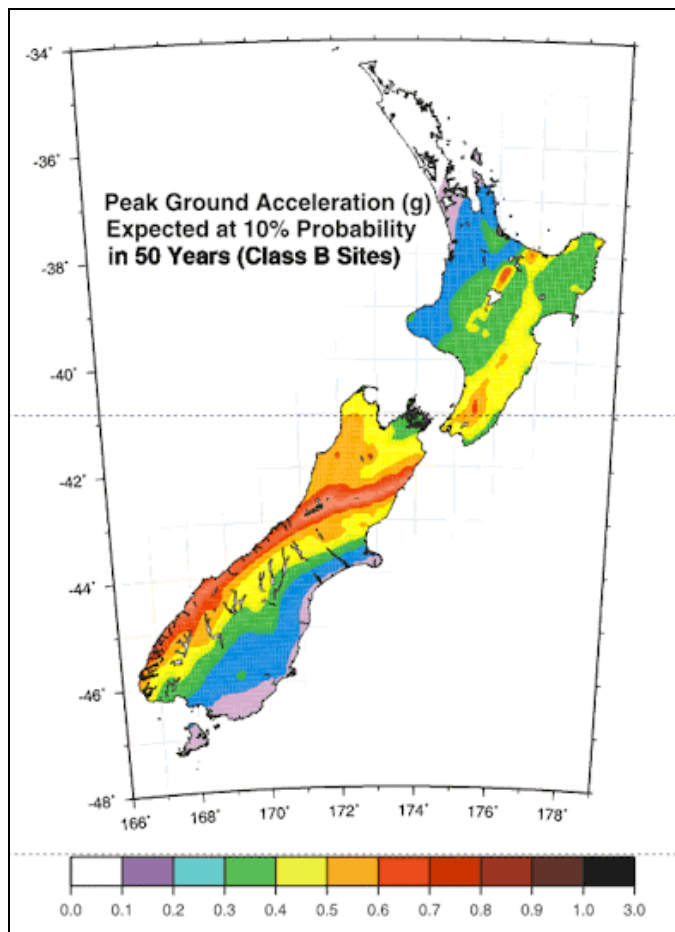 -34°
-36°
Peak Ground Acceleration (g)
Expected at 10% Probability
in 50 Years (Class B Sites)
-38°
-40°
-42°
-44°
-46°
-48°
166° 168° 170° 172° 174° 176° 178°
0.0 0.1 0.2 0.3 0.4 0.5 0.6 0.7 0.8 0.9 1.0 3.0